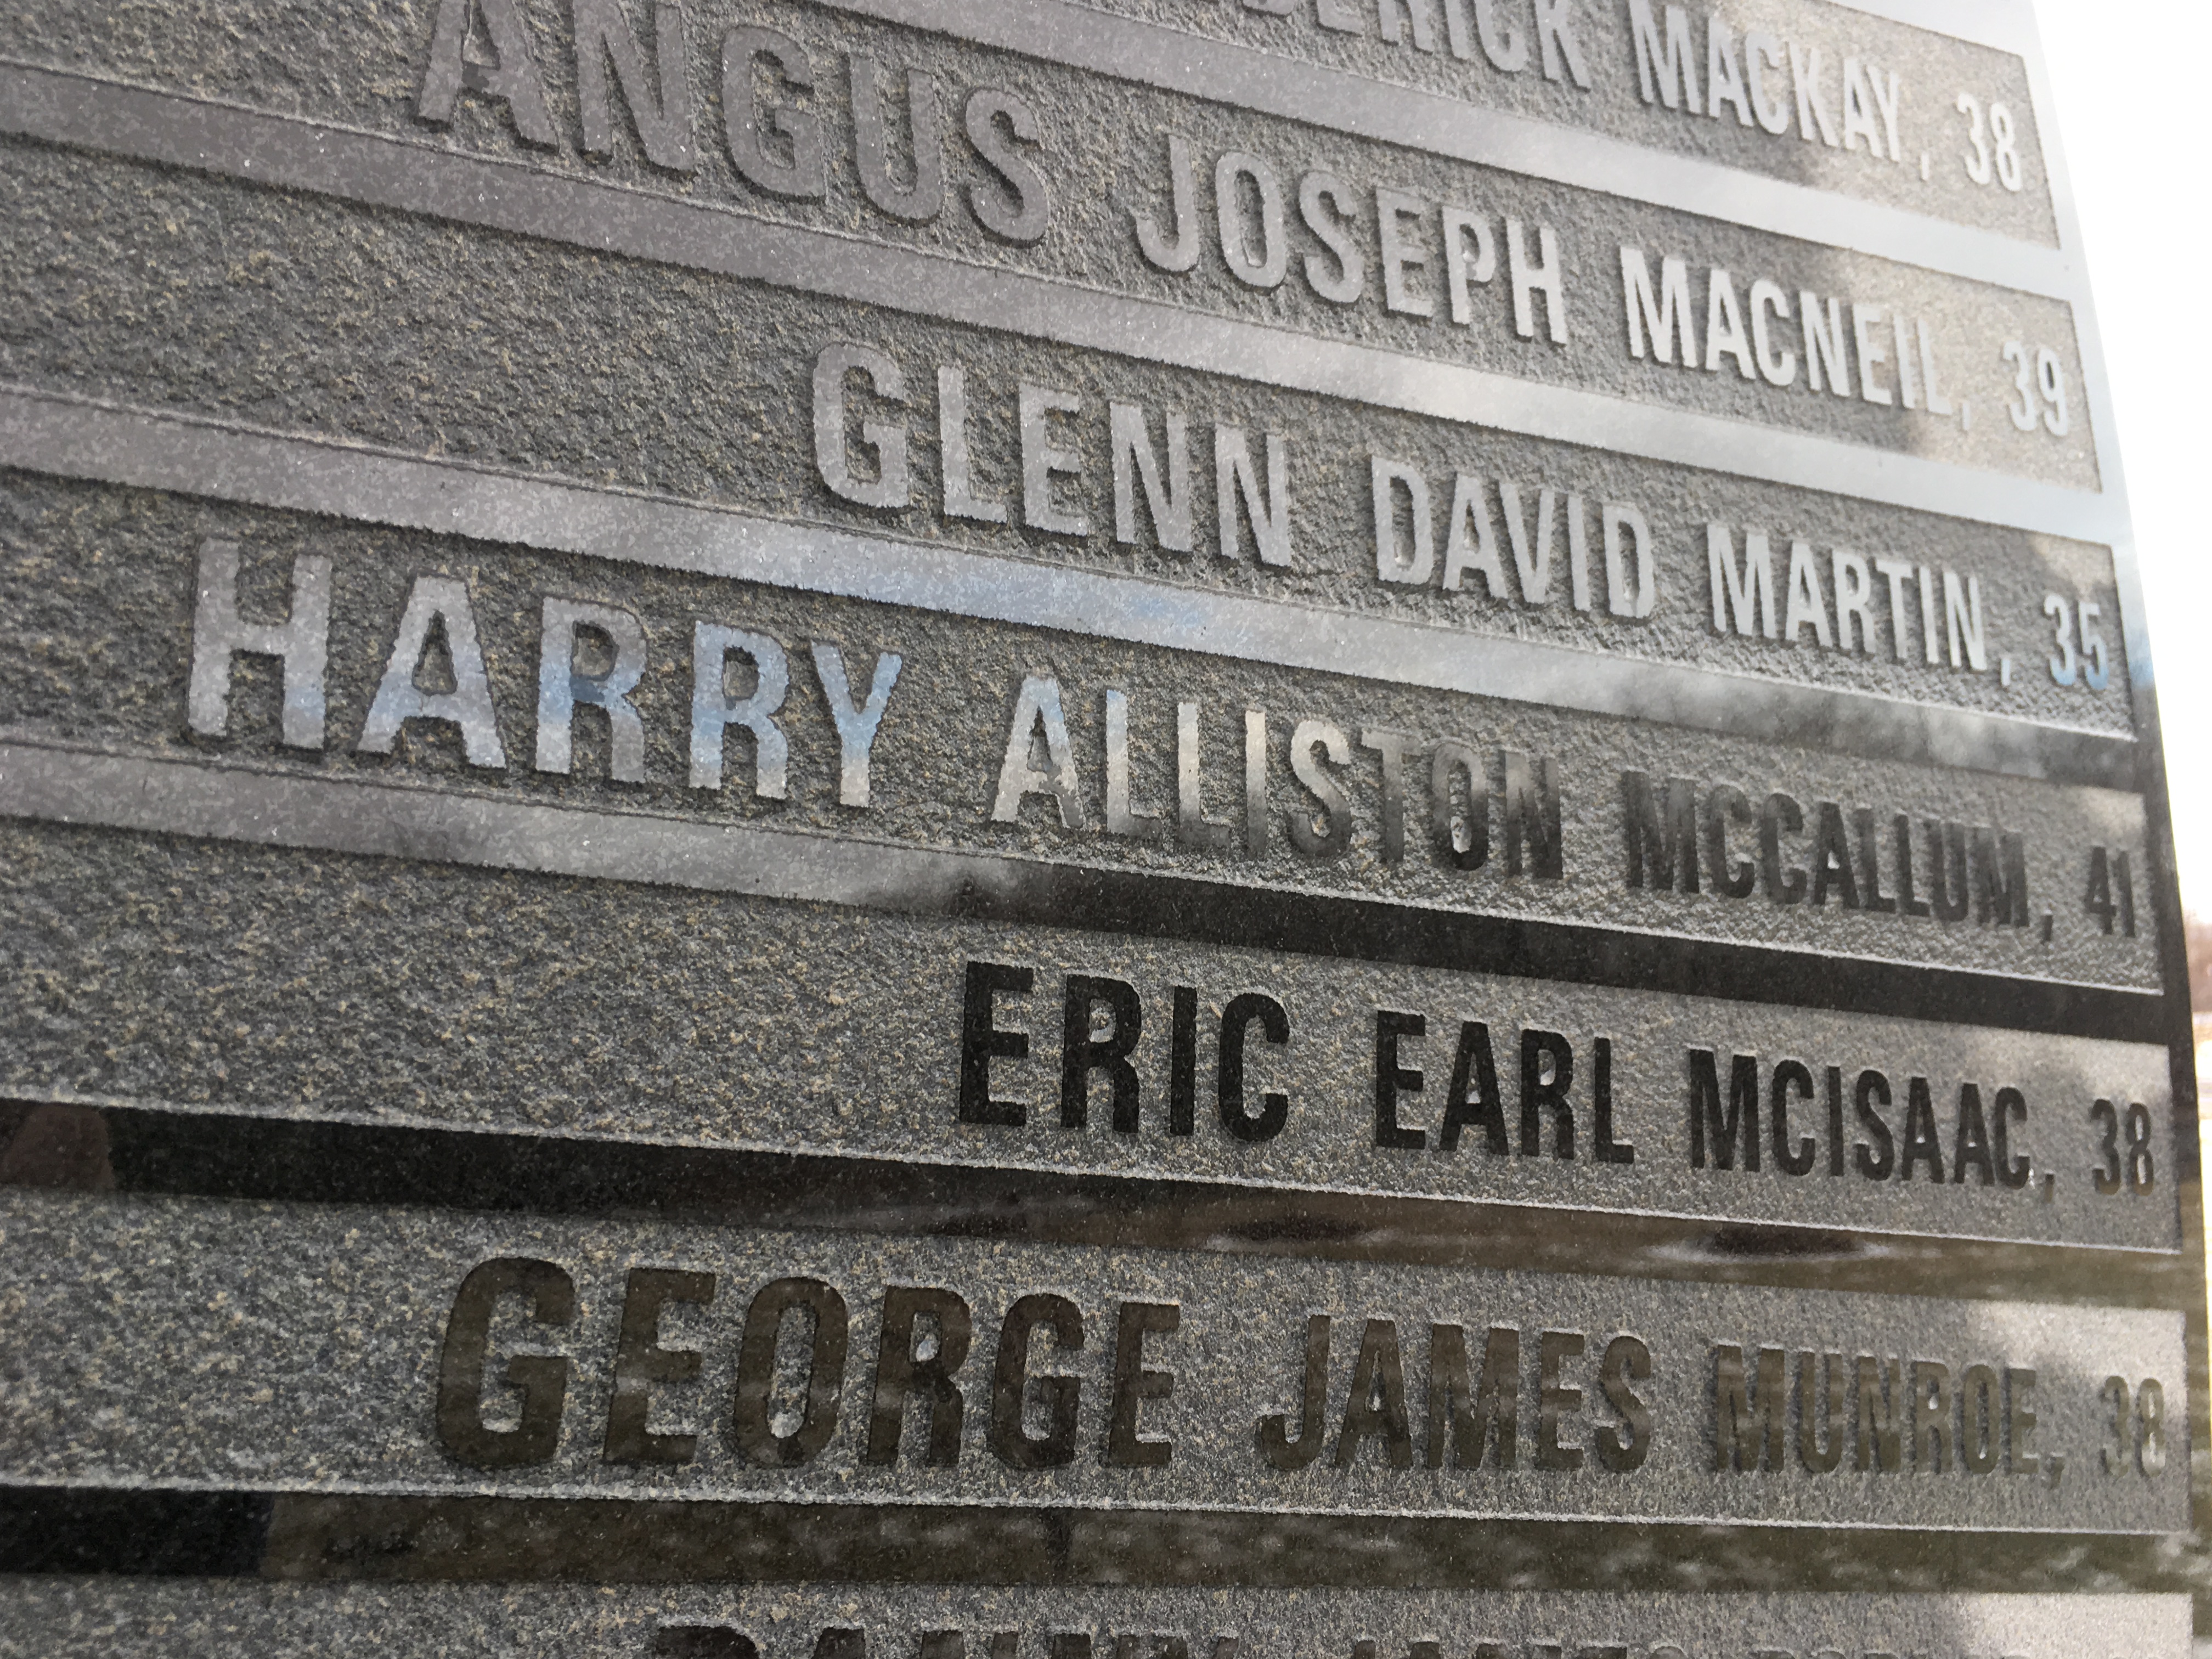 MACKAY, 38
ANGUS JOSEPH MACNEIL, 39
GLENN DAVID MARTIN, 35
HARRY ALLISTON MCCALLUM, 41
ERIC EARL MCISAAC, 38
GEORGE JAMES MUNROE, 38